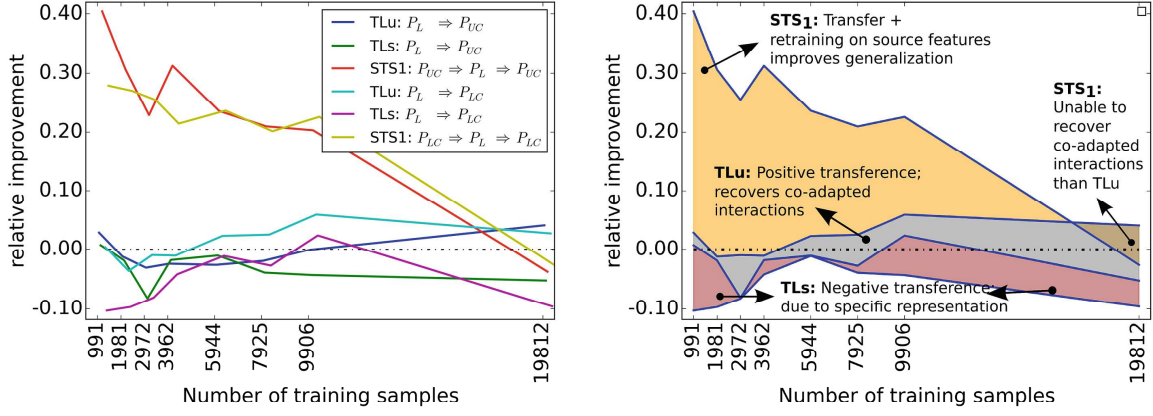 relative improvement
0.40
0.30
0.20
0.10
0.00
-0.10
TLu: P_L ⇒ P_UC
TLs: P_L ⇒ P_UC
STS1: P_UC ⇒ P_L ⇒ P_UC
TLu: P_L ⇒ P_LC
TLs: P_L ⇒ P_LC
STS1: P_LC ⇒ P_L ⇒ P_LC
991
1981
2972
3962
5944
7925
9906
19812
Number of training samples
relative improvement
0.40
0.30
0.20
0.10
0.00
-0.10
STS1: Transfer +
retraining on source features
improves generalization
STS1:
Unable to
recover
co-adapted
interactions
than TLu
TLu: Positive transference;
recovers co-adapted
interactions
TLs: Negative transference;
due to specific representation
991
1981
2972
3962
5944
7925
9906
19812
Number of training samples